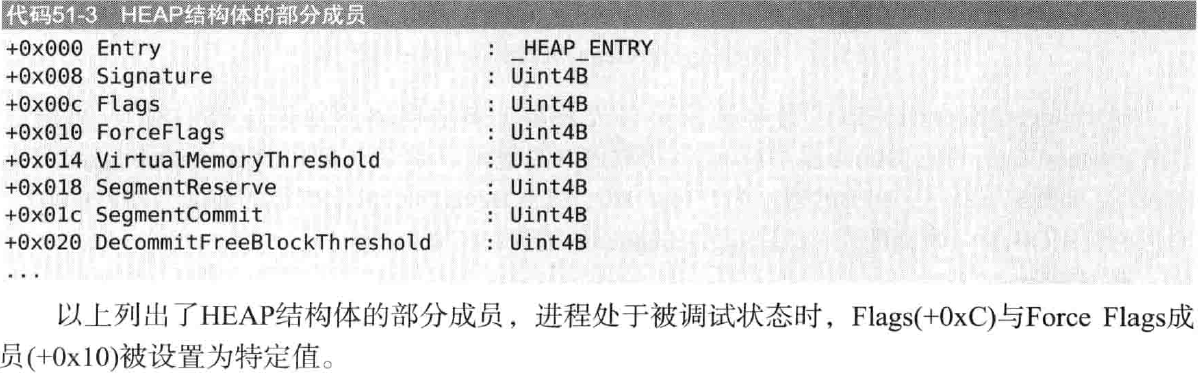 代码51-3 HEAP结构体的部分成员
+0x000 Entry : _HEAP_ENTRY
+0x008 Signature : Uint4B
+0x00c Flags : Uint4B
+0x010 ForceFlags : Uint4B
+0x014 VirtualMemoryThreshold : Uint4B
+0x018 SegmentReserve : Uint4B
+0x01c SegmentCommit : Uint4B
+0x020 DeCommitFreeBlockThreshold : Uint4B
...
以上列出了HEAP结构体的部分成员，进程处于被调试状态时，Flags(+0xC)与Force Flags成
员(+0x10)被设置为特定值。